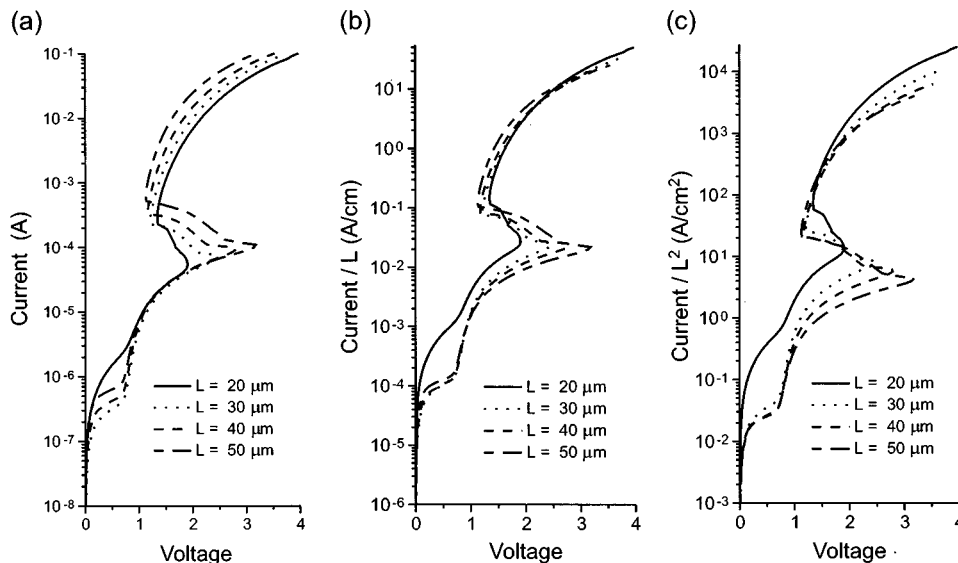 (a)
Current (A)
10⁻¹
10⁻²
10⁻³
10⁻⁴
10⁻⁵
10⁻⁶
10⁻⁷
10⁻⁸
L = 20 μm
L = 30 μm
L = 40 μm
L = 50 μm
0 1 2 3 4
Voltage
(b)
Current / L (A/cm)
10¹
10⁰
10⁻¹
10⁻²
10⁻³
10⁻⁴
10⁻⁵
10⁻⁶
L = 20 μm
L = 30 μm
L = 40 μm
L = 50 μm
0 1 2 3 4
Voltage
(c)
Current / L² (A/cm²)
10⁴
10³
10²
10¹
10⁰
10⁻¹
10⁻²
10⁻³
L = 20 μm
L = 30 μm
L = 40 μm
L = 50 μm
0 1 2 3 4
Voltage